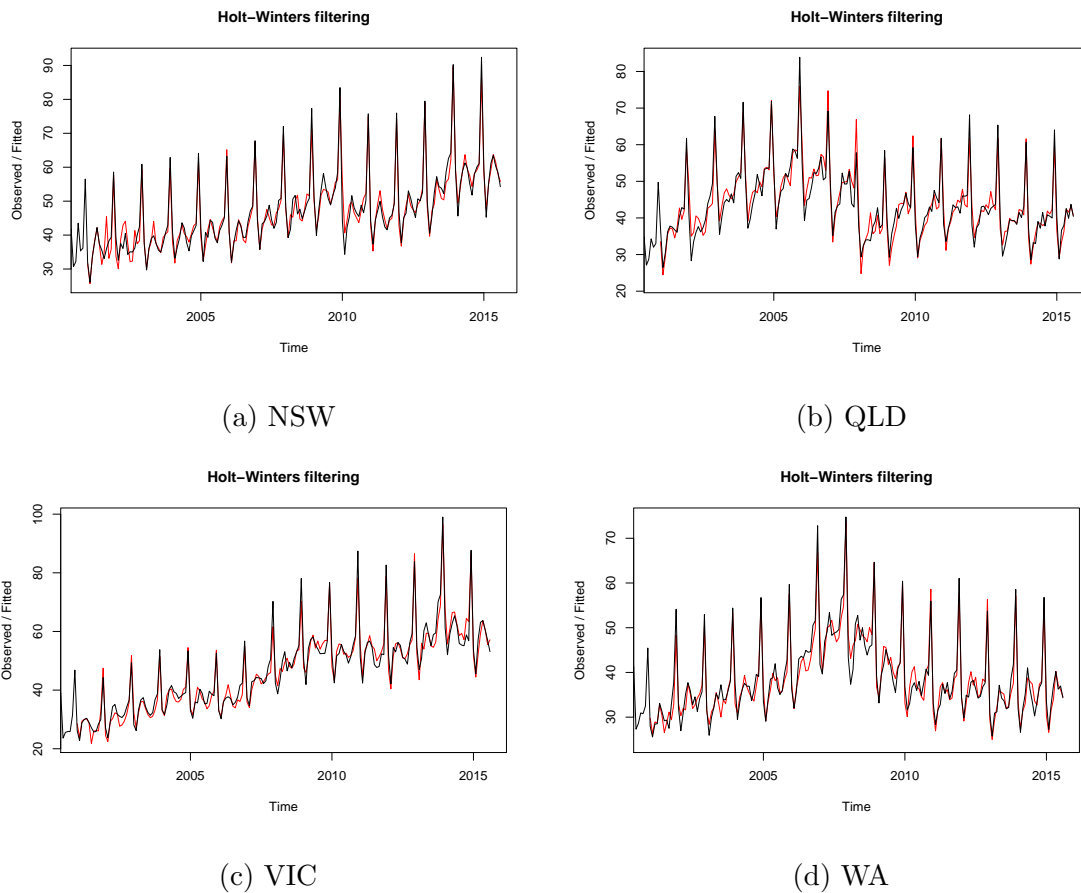 Holt−Winters filtering
Observed / Fitted
30 40 50 60 70 80 90
2005 2010 2015
Time
(a) NSW
Holt−Winters filtering
Observed / Fitted
20 30 40 50 60 70 80
2005 2010 2015
Time
(b) QLD
Holt−Winters filtering
Observed / Fitted
20 40 60 80 100
2005 2010 2015
Time
(c) VIC
Holt−Winters filtering
Observed / Fitted
30 40 50 60 70
2005 2010 2015
Time
(d) WA